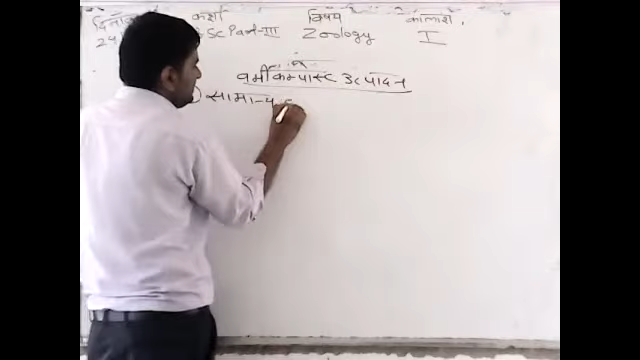 कक्षा विषय कालांश
Sc Part-III Zoology I
वर्मीकम्पोस्ट उत्पादन
सामान्य